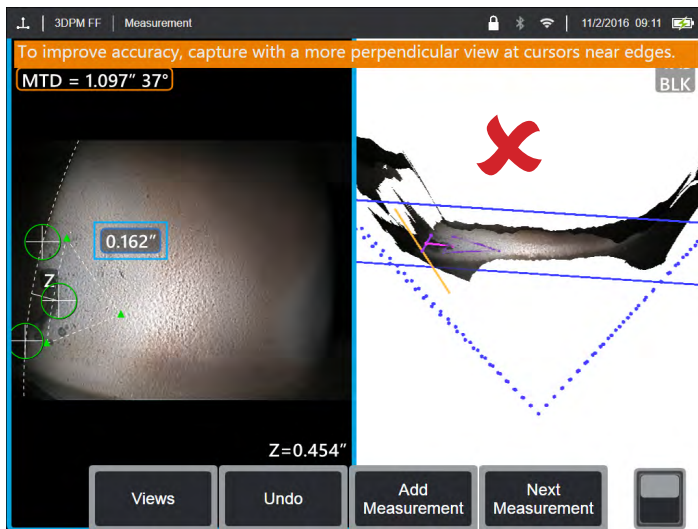 3DPM FF
Measurement
11/2/2016 09:11
To improve accuracy, capture with a more perpendicular view at cursors near edges.
MTD = 1.097" 37°
BLK
0.162"
Z
Z=0.454"
Views
Undo
Add
Measurement
Next
Measurement